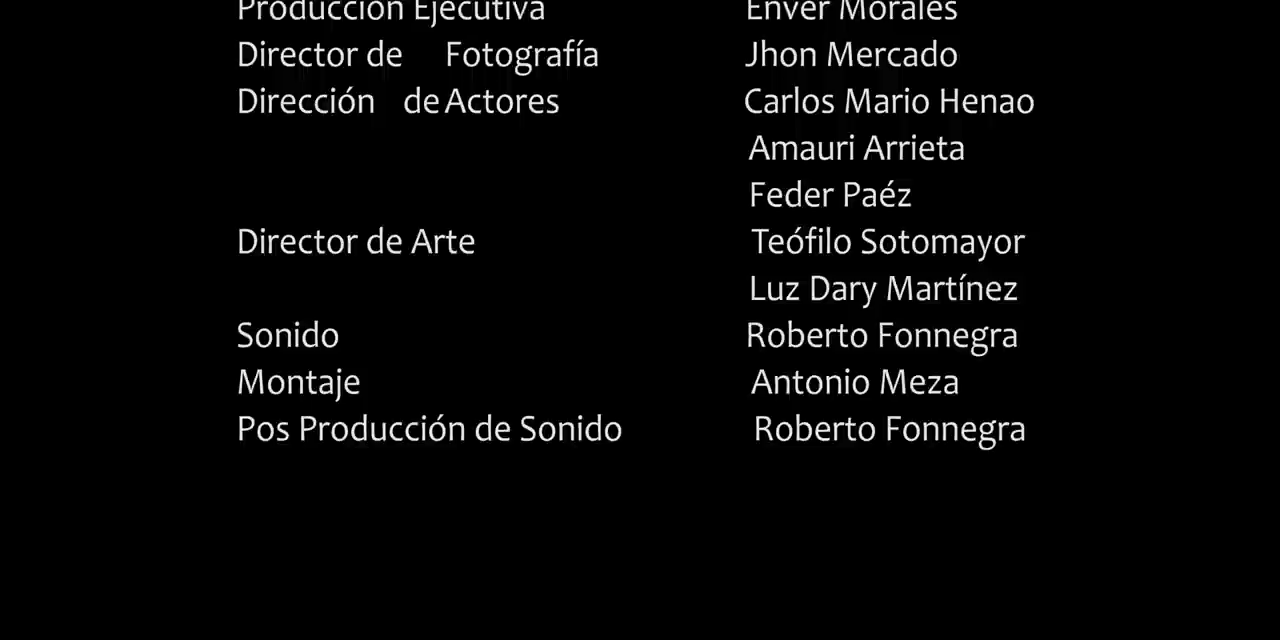 Producción Ejecutiva Enver Morales
Director de Fotografía Jhon Mercado
Dirección de Actores Carlos Mario Henao
Amauri Arrieta
Feder Paéz
Director de Arte Teófilo Sotomayor
Luz Dary Martínez
Sonido Roberto Fonnegra
Montaje Antonio Meza
Pos Producción de Sonido Roberto Fonnegra